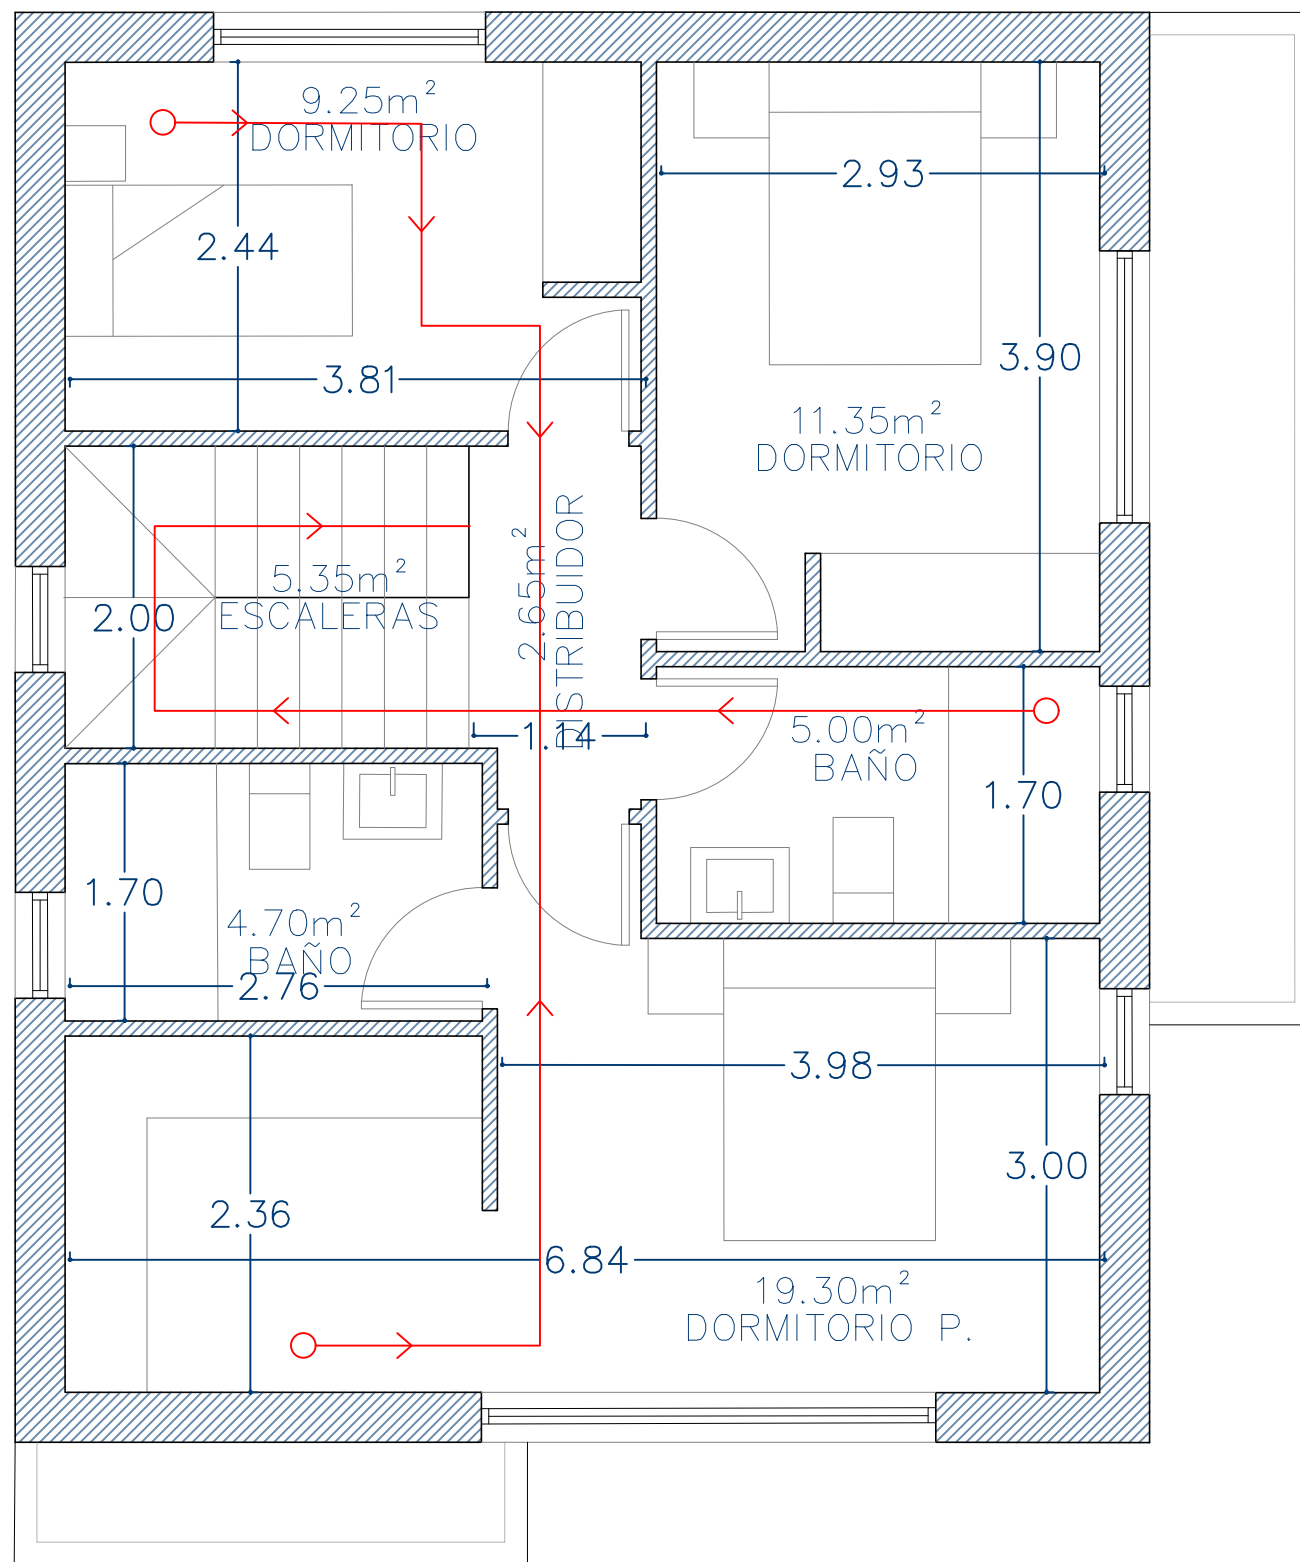 9.25m²
DORMITORIO
2.93
2.44
3.90
3.81
11.35m²
DORMITORIO
2.65m²
DISTRIBUIDOR
5.35m²
ESCALERAS
2.00
1.14
5.00m²
BAÑO
1.70
1.70
4.70m²
BAÑO
2.76
3.98
3.00
2.36
6.84
19.30m²
DORMITORIO P.